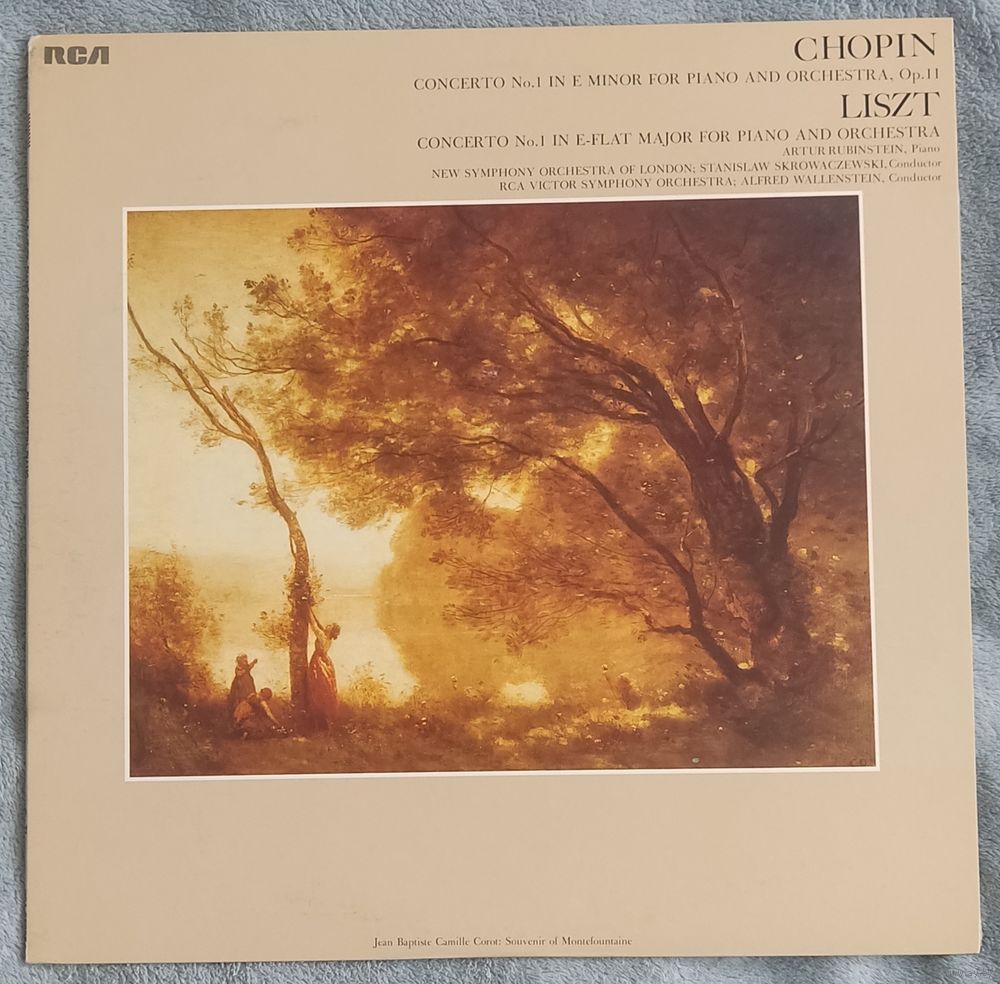 RCA
CHOPIN
CONCERTO No.1 IN E MINOR FOR PIANO AND ORCHESTRA, Op.11
LISZT
CONCERTO No.1 IN E-FLAT MAJOR FOR PIANO AND ORCHESTRA
ARTUR RUBINSTEIN, Piano
NEW SYMPHONY ORCHESTRA OF LONDON; STANISLAW SKROWACZEWSKI, Conductor
RCA VICTOR SYMPHONY ORCHESTRA; ALFRED WALLENSTEIN, Conductor
Jean Baptiste Camille Corot: Souvenir of Montefountaine